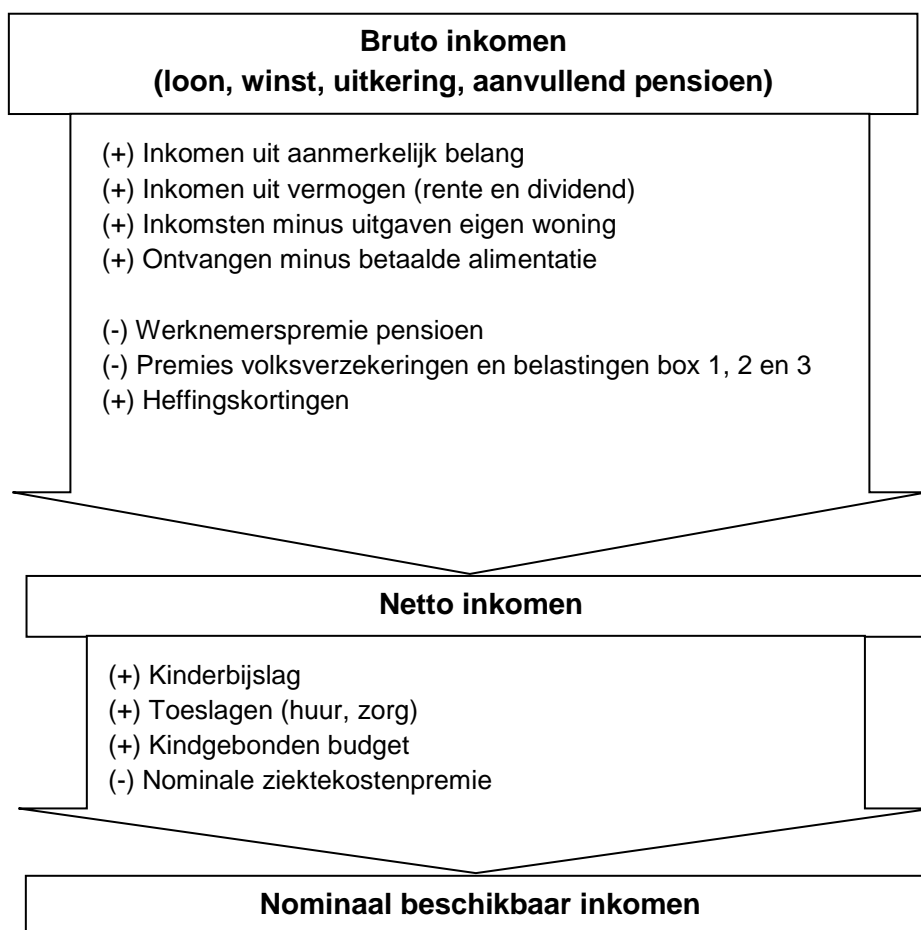 Bruto inkomen
(loon, winst, uitkering, aanvullend pensioen)
(+) Inkomen uit aanmerkelijk belang
(+) Inkomen uit vermogen (rente en dividend)
(+) Inkomsten minus uitgaven eigen woning
(+) Ontvangen minus betaalde alimentatie
(-) Werknemerspremie pensioen
(-) Premies volksverzekeringen en belastingen box 1, 2 en 3
(+) Heffingskortingen
Netto inkomen
(+) Kinderbijslag
(+) Toeslagen (huur, zorg)
(+) Kindgebonden budget
(-) Nominale ziektekostenpremie
Nominaal beschikbaar inkomen